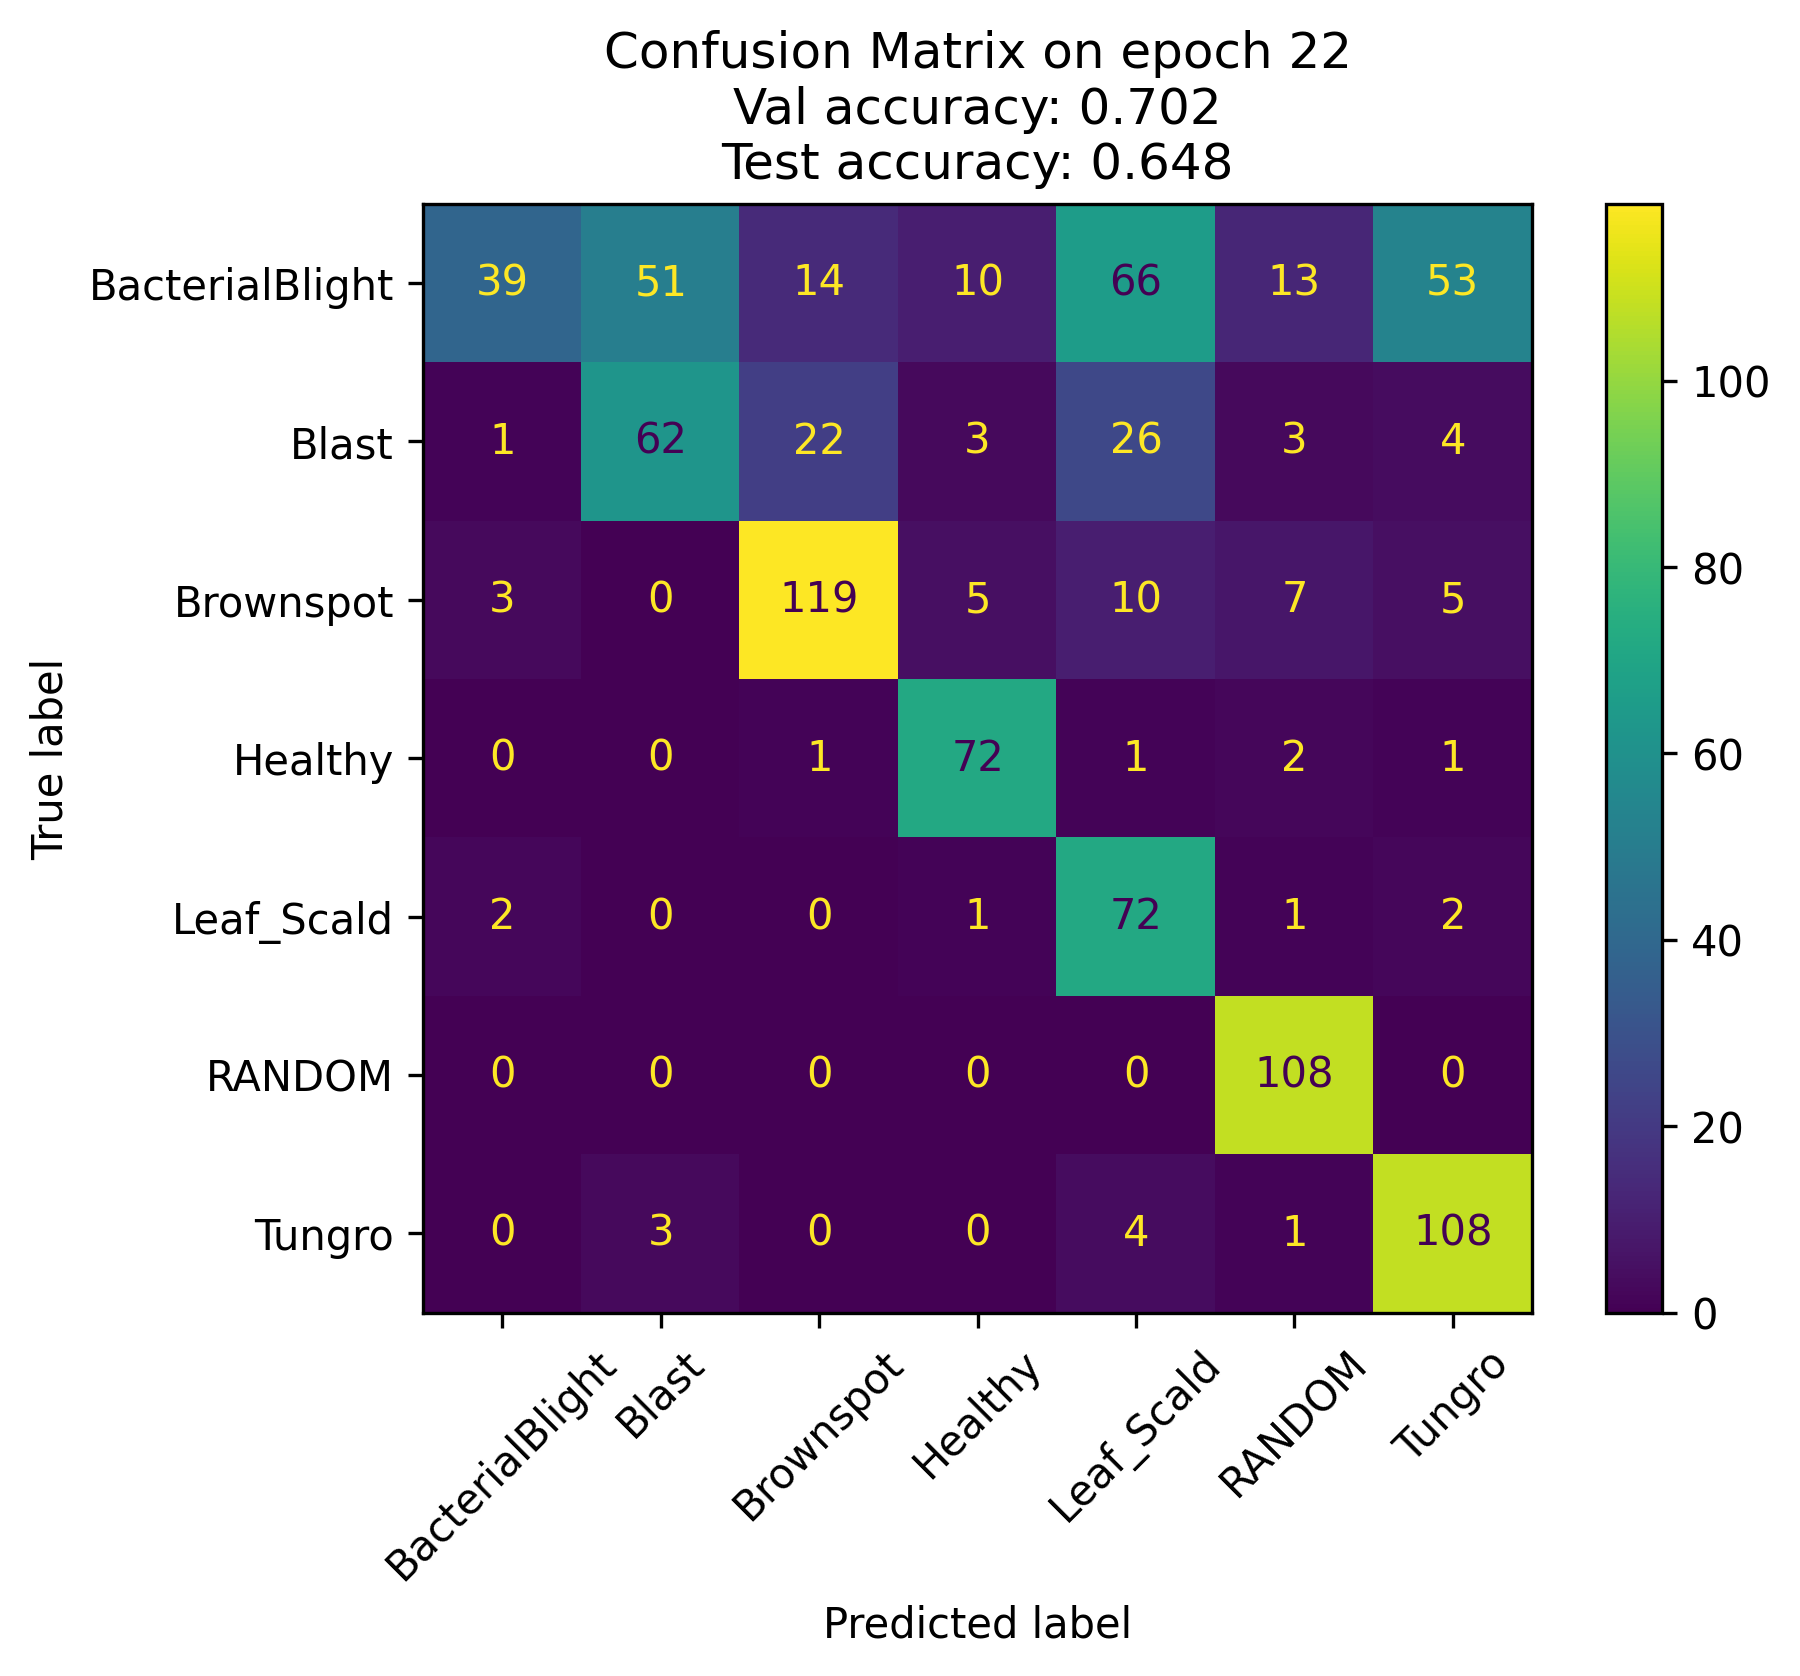 Confusion Matrix on epoch 22
Val accuracy: 0.702
Test accuracy: 0.648
True label
BacterialBlight 39 51 14 10 66 13 53
Blast 1 62 22 3 26 3 4
Brownspot 3 0 119 5 10 7 5
Healthy 0 0 1 72 1 2 1
Leaf_Scald 2 0 0 1 72 1 2
RANDOM 0 0 0 0 0 108 0
Tungro 0 3 0 0 4 1 108
BacterialBlight Blast Brownspot Healthy Leaf_Scald RANDOM Tungro
Predicted label
100
80
60
40
20
0